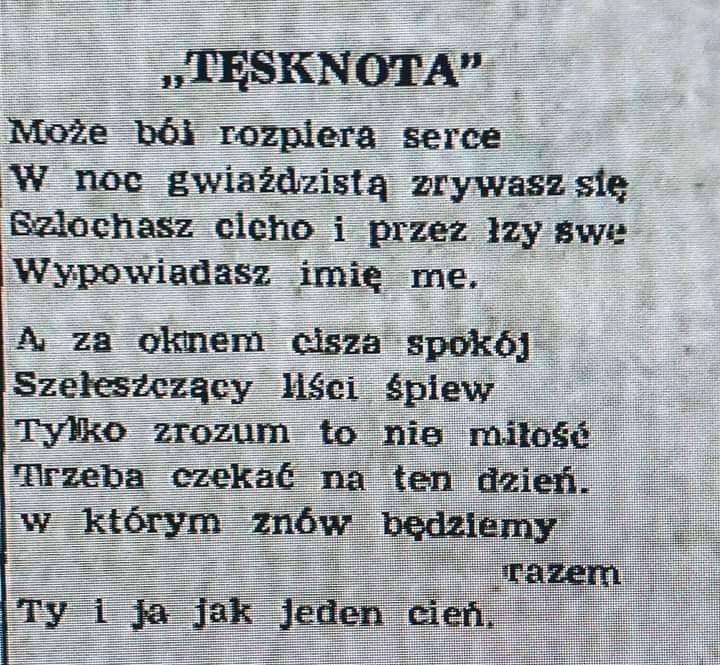 „TĘSKNOTA”
Może ból rozpiera serce
W noc gwiaździstą zrywasz się
Szlochasz cicho i przez łzy swe
Wypowiadasz imię me.
A za oknem cisza spokój
Szeleszczący liści śpiew
Tylko zrozum to nie miłość
Trzeba czekać na ten dzień.
w którym znów będziemy
razem
Ty i ja jak jeden cień.